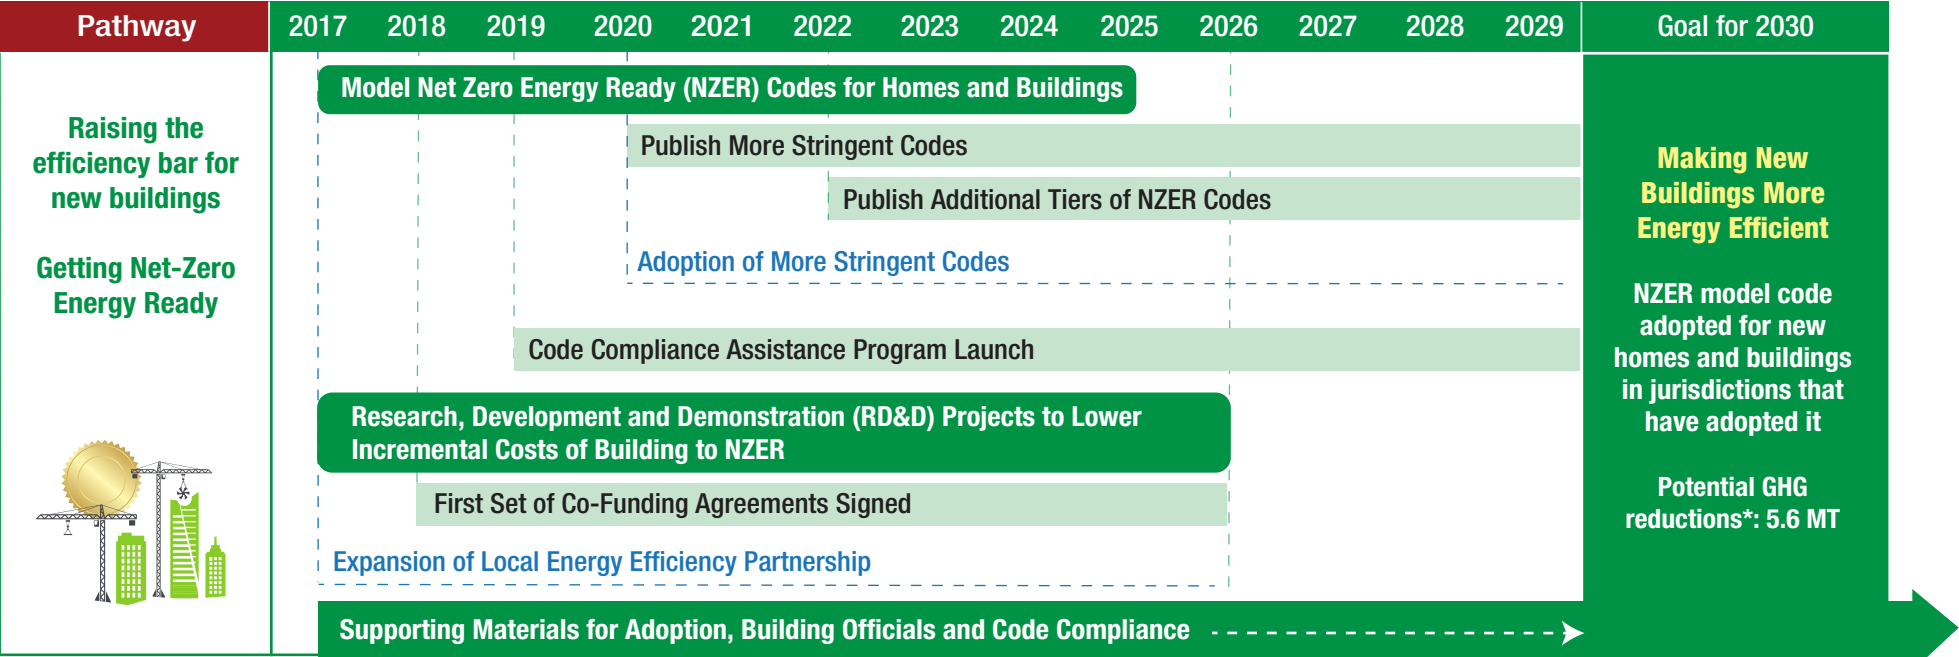 Pathway
2017 2018 2019 2020 2021 2022 2023 2024 2025 2026 2027 2028 2029
Goal for 2030
Raising the
efficiency bar for
new buildings
Getting Net-Zero
Energy Ready
Model Net Zero Energy Ready (NZER) Codes for Homes and Buildings
Publish More Stringent Codes
Publish Additional Tiers of NZER Codes
Adoption of More Stringent Codes
Code Compliance Assistance Program Launch
Research, Development and Demonstration (RD&D) Projects to Lower
Incremental Costs of Building to NZER
First Set of Co-Funding Agreements Signed
Expansion of Local Energy Efficiency Partnership
Supporting Materials for Adoption, Building Officials and Code Compliance
Making New
Buildings More
Energy Efficient
NZER model code
adopted for new
homes and buildings
in jurisdictions that
have adopted it
Potential GHG
reductions*: 5.6 MT